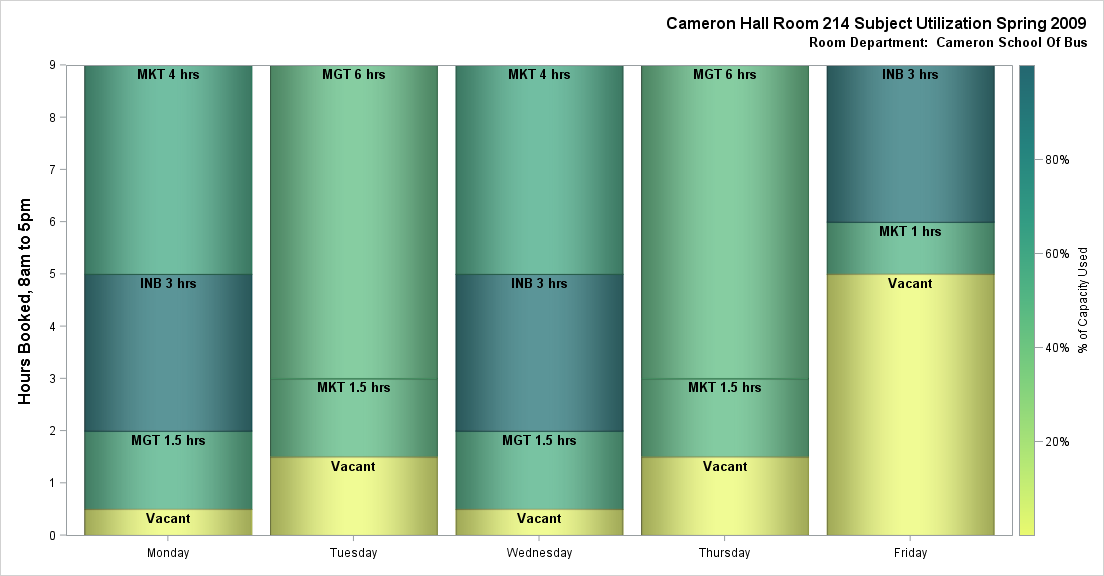 Cameron Hall Room 214 Subject Utilization Spring 2009
Room Department:  Cameron School Of Bus
Hours Booked, 8am to 5pm
9
8
7
6
5
4
3
2
1
0
MKT 4 hrs
INB 3 hrs
MGT 1.5 hrs
Vacant
Monday
MGT 6 hrs
MKT 1.5 hrs
Vacant
Tuesday
MKT 4 hrs
INB 3 hrs
MGT 1.5 hrs
Vacant
Wednesday
MGT 6 hrs
MKT 1.5 hrs
Vacant
Thursday
INB 3 hrs
MKT 1 hrs
Vacant
Friday
80%
60%
40%
20%
% of Capacity Used